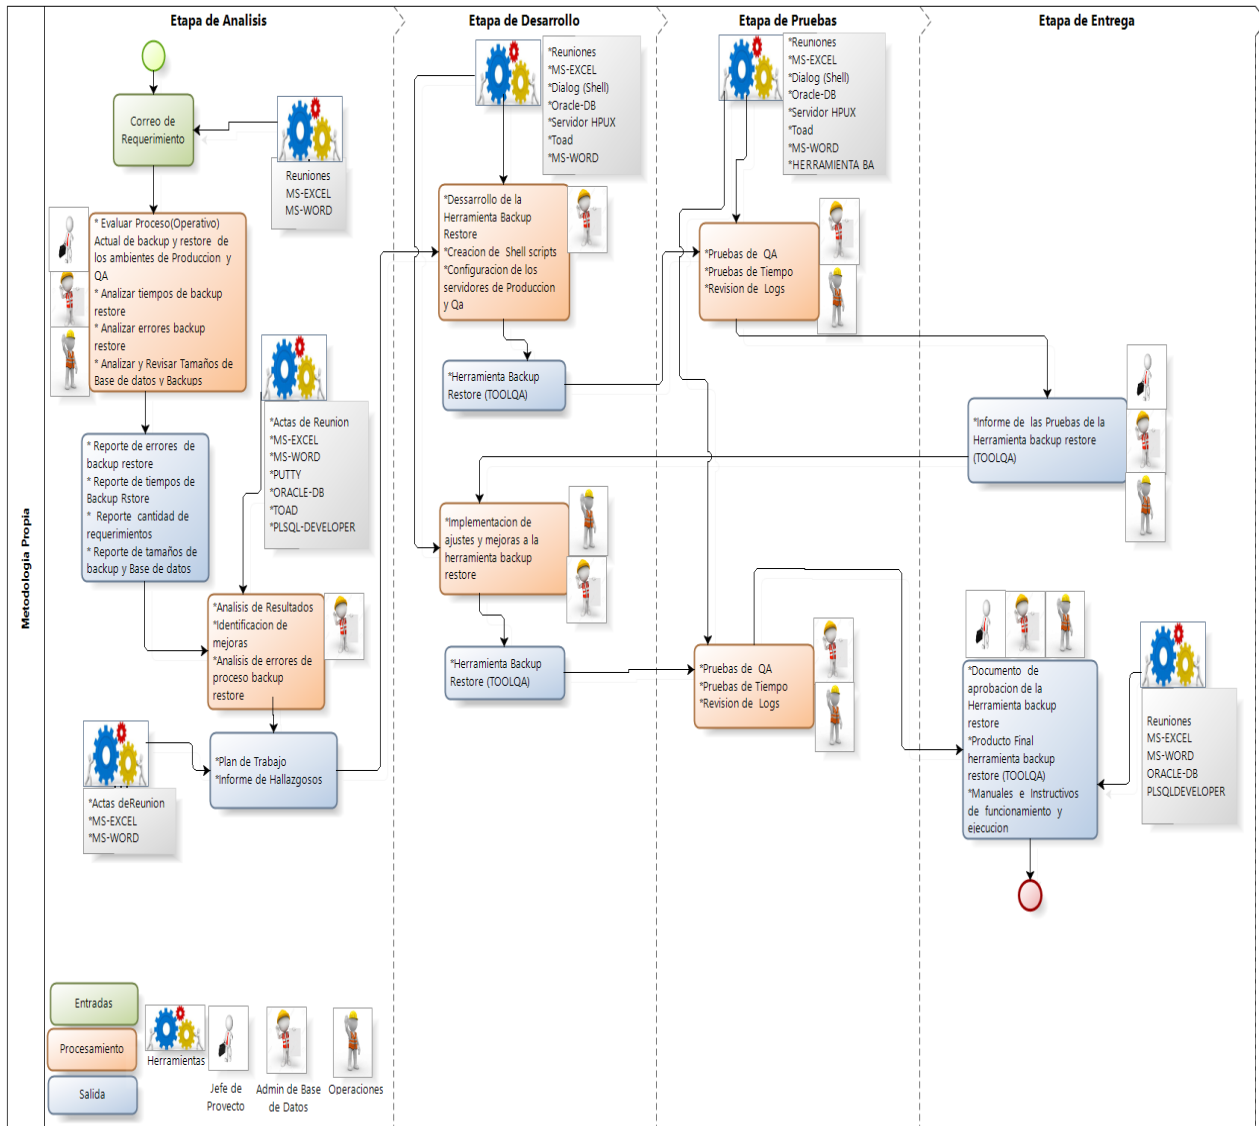 Metodologia Propia
Etapa de Analisis
Correo de
Requerimiento
Reuniones
MS-EXCEL
MS-WORD
* Evaluar Proceso(Operativo)
Actual de backup y restore de
los ambientes de Produccion y
QA
* Analizar tiempos de backup
restore
* Analizar errores backup
restore
* Analizar y Revisar Tamaños de
Base de datos y Backups
*Actas de Reunion
*MS-EXCEL
*MS-WORD
*PUTTY
*ORACLE-DB
*TOAD
*PLSQL-DEVELOPER
* Reporte de errores de
backup restore
* Reporte de tiempos de
Backup Rstore
* Reporte cantidad de
requerimientos
* Reporte de tamaños de
backup y Base de datos
*Analisis de Resultados
*Identificacion de
mejoras
*Analisis de errores de
proceso backup
restore
*Plan de Trabajo
*Informe de Hallazgosos
*Actas deReunion
*MS-EXCEL
*MS-WORD
Etapa de Desarrollo
*Reuniones
*MS-EXCEL
*Dialog (Shell)
*Oracle-DB
*Servidor HPUX
*Toad
*MS-WORD
*Dessarrollo de la
Herramienta Backup
Restore
*Creacion de Shell scripts
*Configuracion de los
servidores de Produccion
y Qa
*Herramienta Backup
Restore (TOOLQA)
*Implementacion de
ajustes y mejoras a la
herramienta backup
restore
*Herramienta Backup
Restore (TOOLQA)
Etapa de Pruebas
*Reuniones
*MS-EXCEL
*Dialog (Shell)
*Oracle-DB
*Servidor HPUX
*Toad
*MS-WORD
*HERRAMIENTA BA
*Pruebas de QA
*Pruebas de Tiempo
*Revision de Logs
*Pruebas de QA
*Pruebas de Tiempo
*Revision de Logs
Etapa de Entrega
*Informe de las Pruebas de la
Herramienta backup restore
(TOOLQA)
*Documento de
aprobacion de la
Herramienta backup
restore
*Producto Final
herramienta backup
restore (TOOLQA)
*Manuales e Instructivos
de funcionamiento y
ejecucion
Reuniones
MS-EXCEL
MS-WORD
ORACLE-DB
PLSQLDEVELOPER
Entradas
Procesamiento
Salida
Herramientas
Jefe de
Provecto
Admin de Base
de Datos
Operaciones